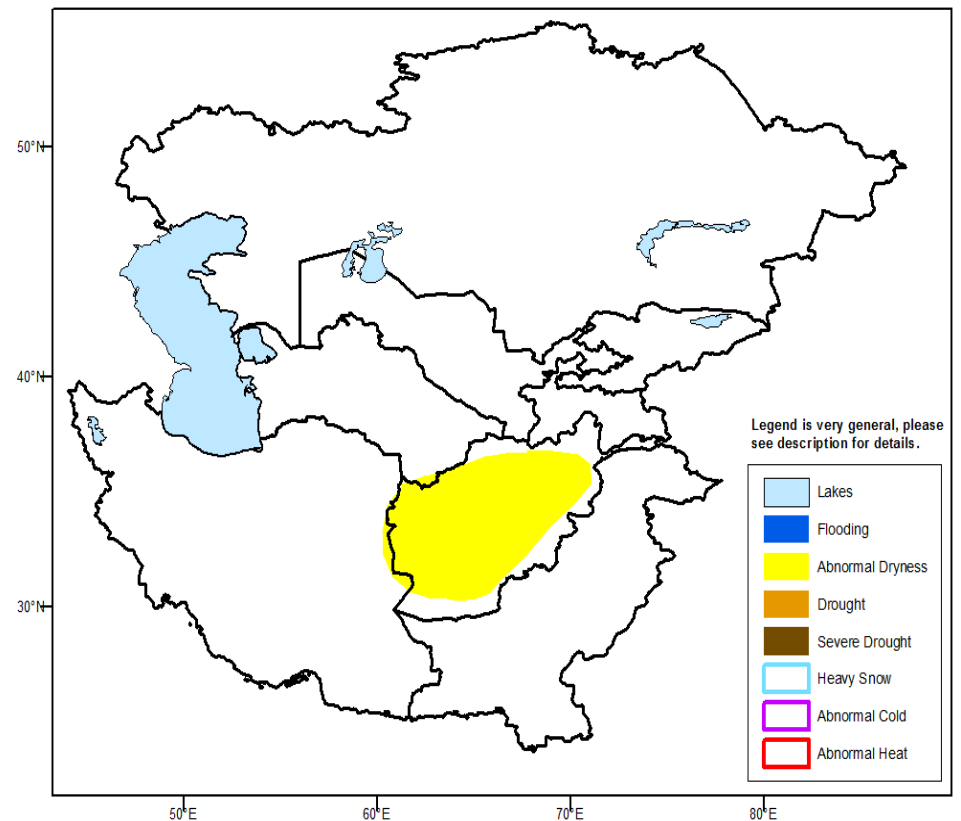 50°N
40°N
30°N
Legend is very general, please
see description for details.
Lakes
Flooding
Abnormal Dryness
Drought
Severe Drought
Heavy Snow
Abnormal Cold
Abnormal Heat
50°E
60°E
70°E
80°E